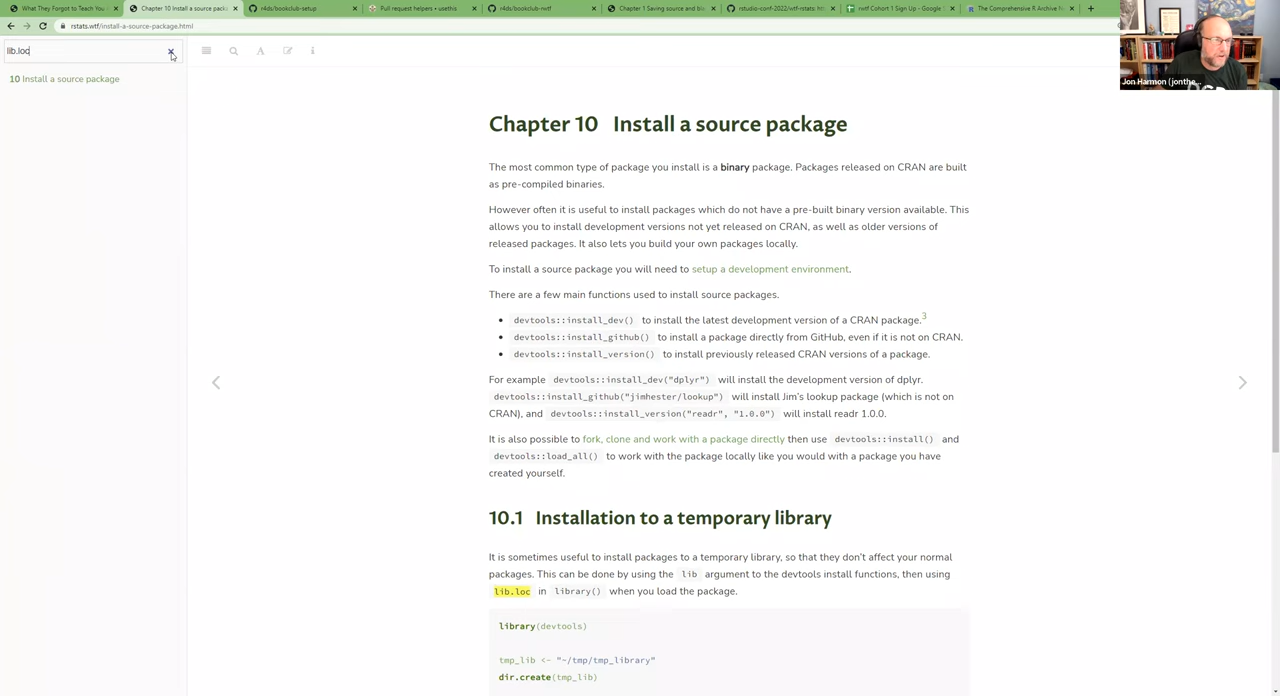 What They Forgot to Teach You
Chapter 10 Install a source pack
r4ds/bookclub-setup
Pull request helpers • usethis
r4ds/bookclub-rwtf
Chapter 1 Saving source and bl
rstudio-conf-2022/wtf-rstats: ht
rwtf Cohort 1 Sign Up - Google
The Comprehensive R Archive N
rstats.wtf/install-a-source-package.html
lib.loc
10 Install a source package
Jon Harmon (jonthe...
Chapter 10 Install a source package
The most common type of package you install is a binary package. Packages released on CRAN are built
as pre-compiled binaries.
However often it is useful to install packages which do not have a pre-built binary version available. This
allows you to install development versions not yet released on CRAN, as well as older versions of
released packages. It also lets you build your own packages locally.
To install a source package you will need to setup a development environment.
There are a few main functions used to install source packages.
• devtools::install_dev() to install the latest development version of a CRAN package.3
• devtools::install_github() to install a package directly from GitHub, even if it is not on CRAN.
• devtools::install_version() to install previously released CRAN versions of a package.
For example devtools::install_dev("dplyr") will install the development version of dplyr.
devtools::install_github("jimhester/lookup") will install Jim's lookup package (which is not on
CRAN), and devtools::install_version("readr", "1.0.0") will install readr 1.0.0.
It is also possible to fork, clone and work with a package directly then use devtools::install() and
devtools::load_all() to work with the package locally like you would with a package you have
created yourself.
10.1 Installation to a temporary library
It is sometimes useful to install packages to a temporary library, so that they don't affect your normal
packages. This can be done by using the lib argument to the devtools install functions, then using
lib.loc in library() when you load the package.
library(devtools)
tmp_lib <- "~/tmp/tmp_library"
dir.create(tmp_lib)